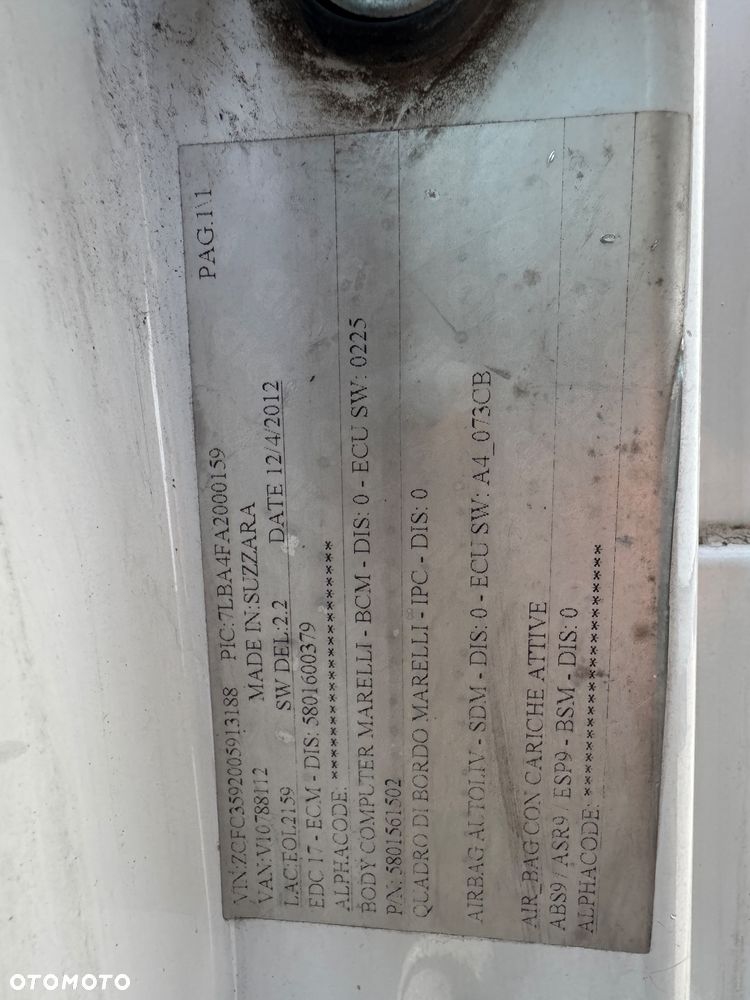 PAG.1\1
VIN:ZCFC3592005913188 PIC:7LBA4FA2000159
VAN:V10788112 MADE IN:SUZZARA
LAC:EOL2159 SW DEL:2.2 DATE 12/4/2012
EDC 17 - ECM - DIS: 5801600379
ALPHACODE: ************************
BODY COMPUTER MARELLI - BCM - DIS: 0 - ECU SW: 0225
P/N: 5801561502
QUADRO DI BORDO MARELLI - IPC - DIS: 0
AIRBAG AUTOLIV - SDM - DIS: 0 - ECU SW: A4_073CB
AIR_BAG CON CARICHE ATTIVE
ABS9 / ASR9 / ESP9 - BSM - DIS: 0
ALPHACODE: ************************
OTOMOTO